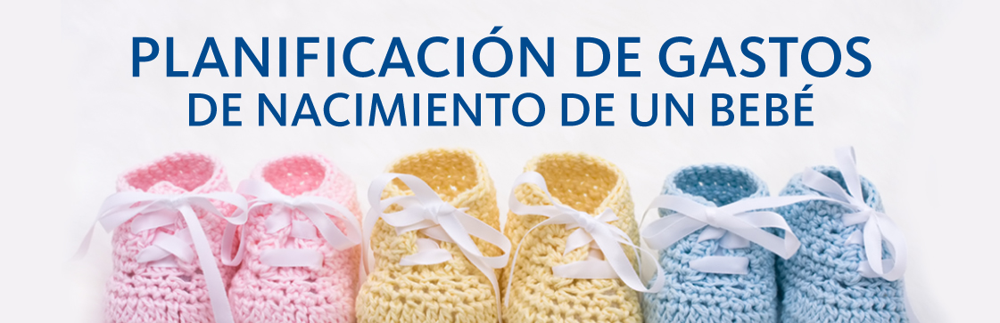 PLANIFICACIÓN DE GASTOS
DE NACIMIENTO DE UN BEBÉ